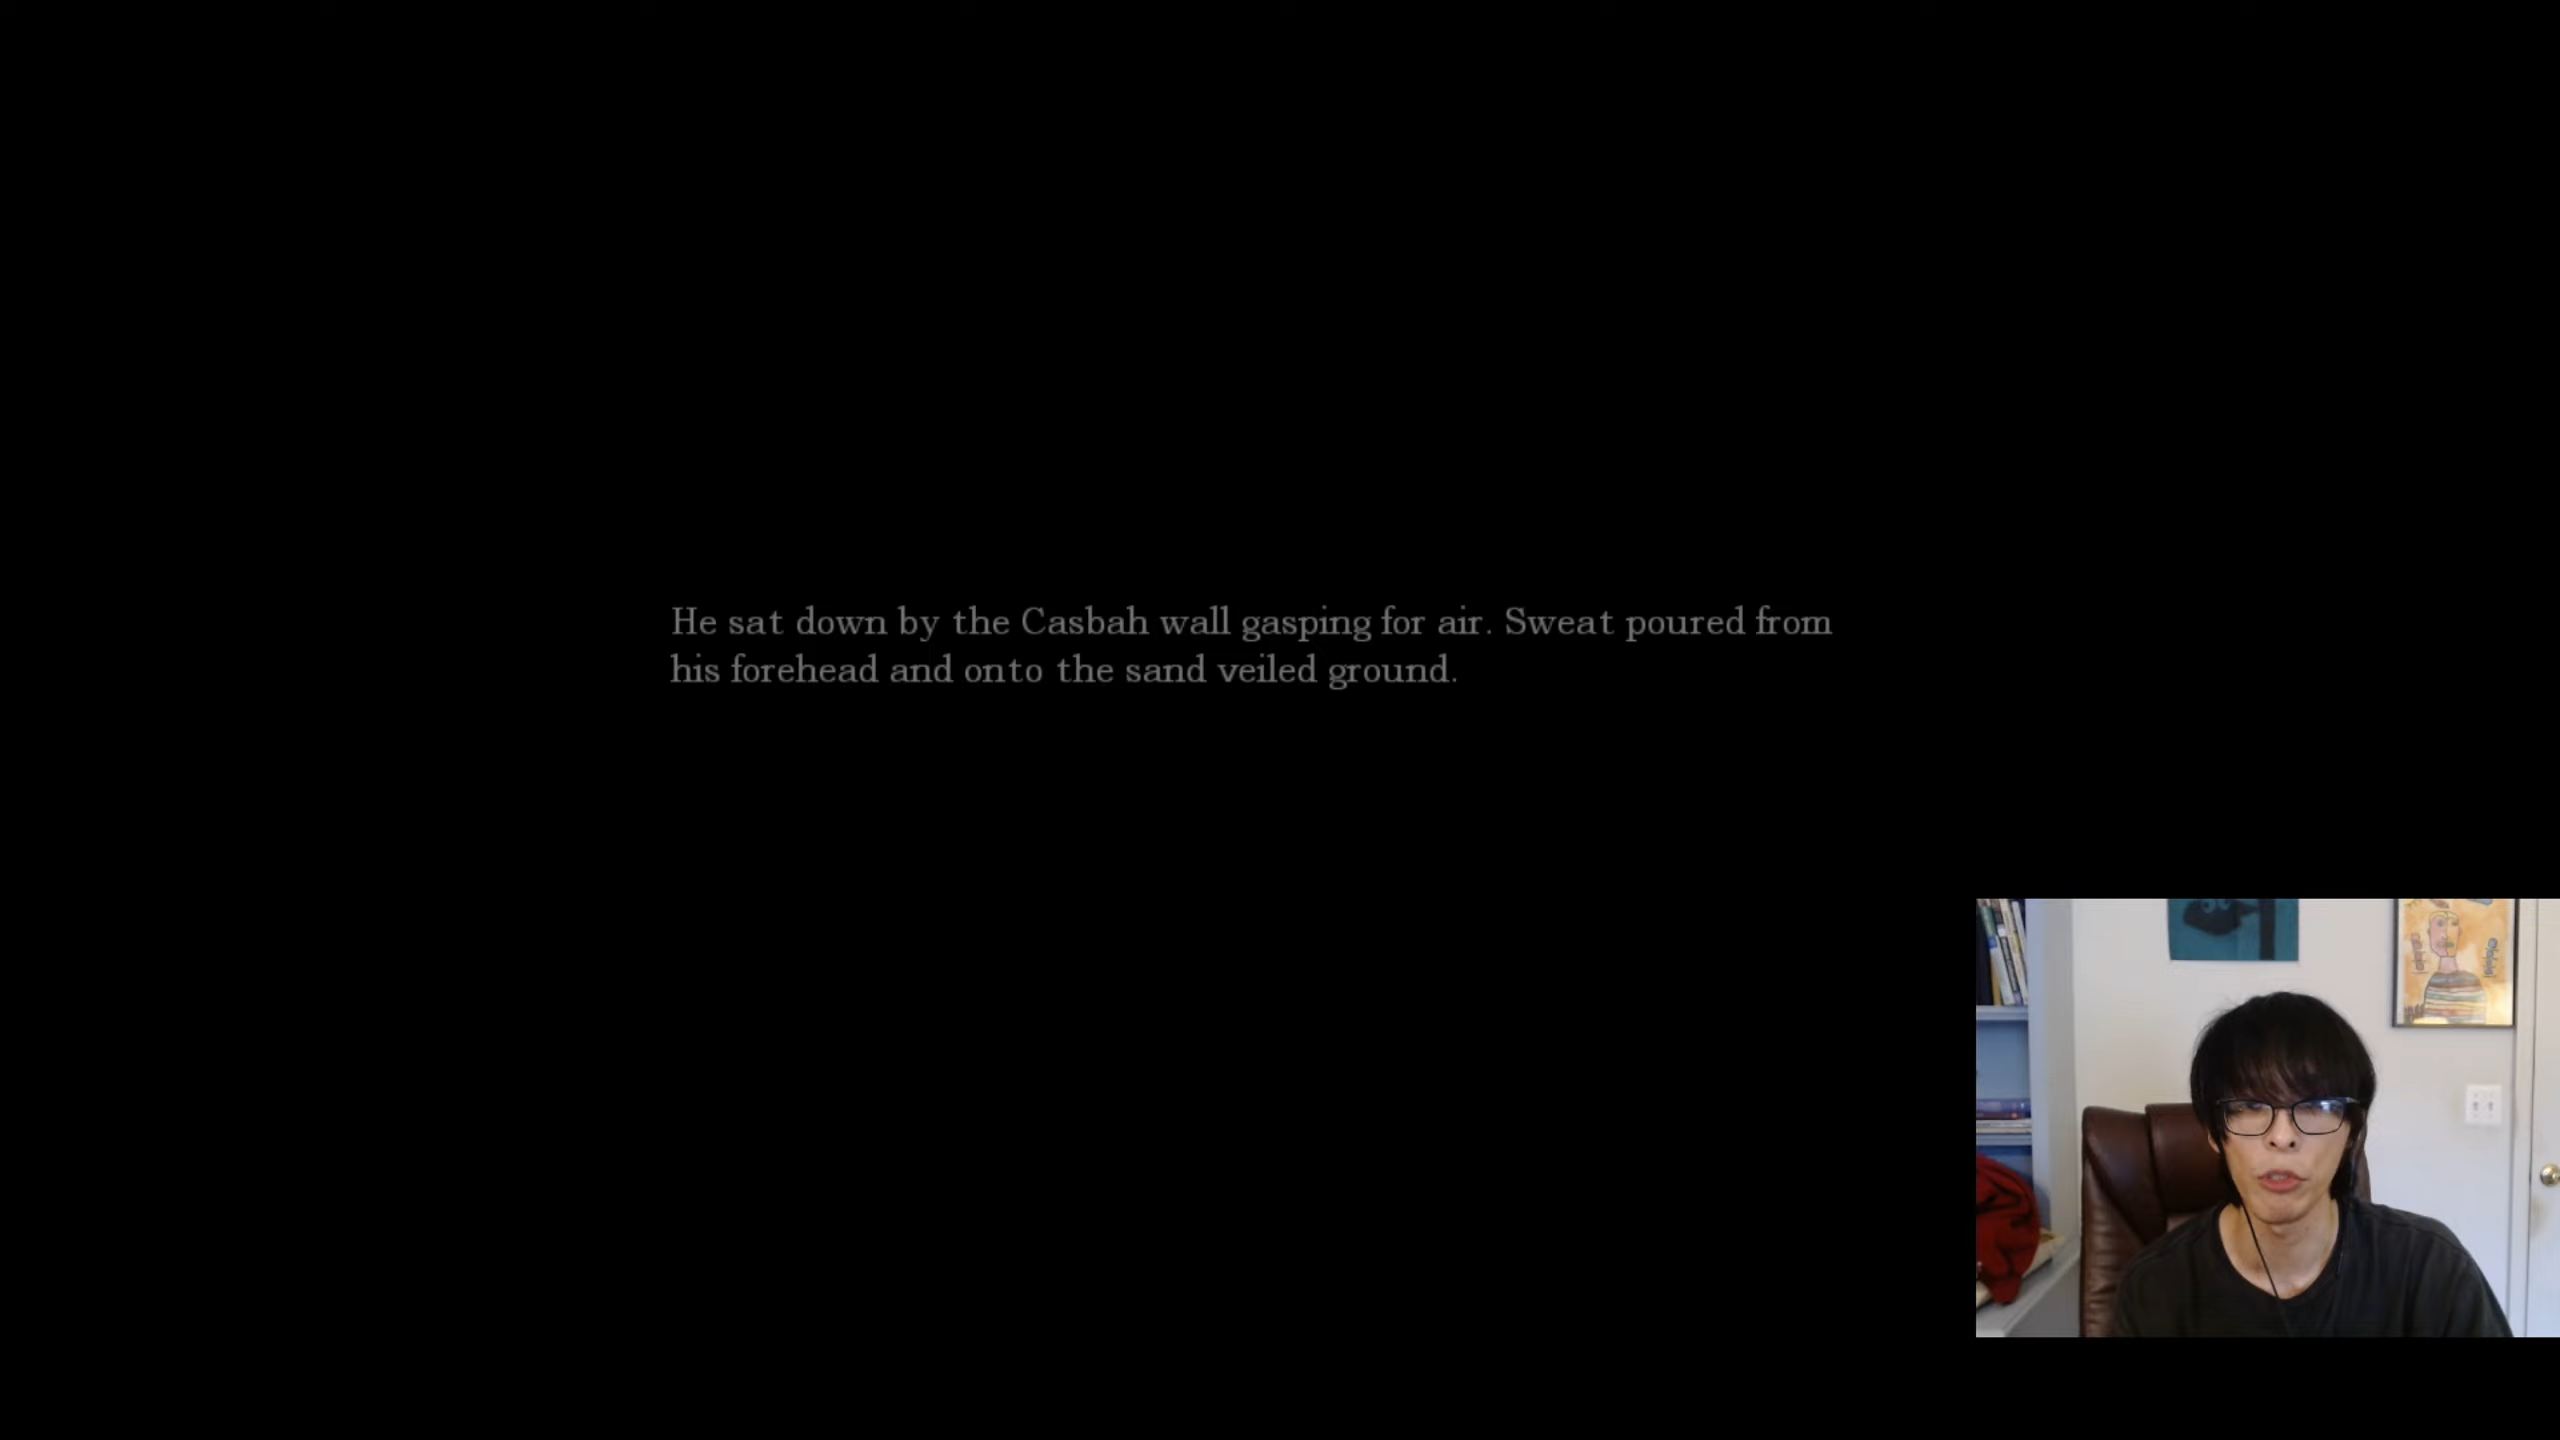 He sat down by the Casbah wall gasping for air. Sweat poured from
his forehead and onto the sand veiled ground.